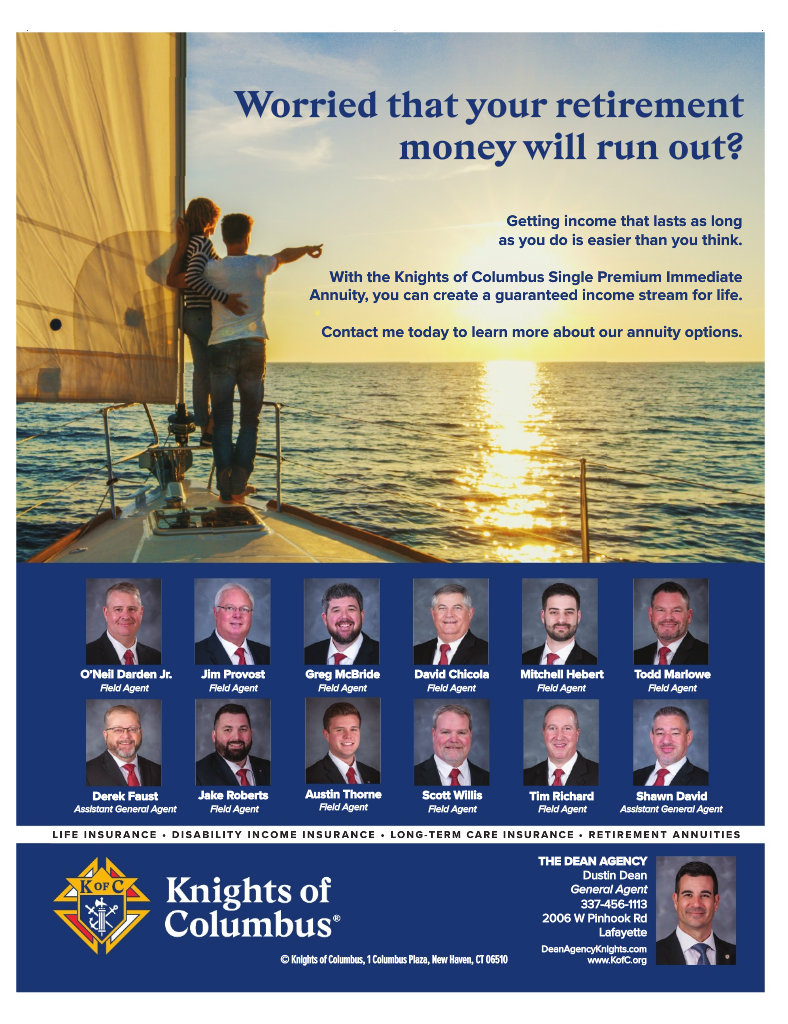 Worried that your retirement
money will run out?
Getting income that lasts as long
as you do is easier than you think.
With the Knights of Columbus Single Premium Immediate
Annuity, you can create a guaranteed income stream for life.
Contact me today to learn more about our annuity options.
O'Neil Darden Jr.
Field Agent
Jim Provost
Field Agent
Greg McBride
Field Agent
David Chicola
Field Agent
Mitchell Hebert
Field Agent
Todd Marlowe
Field Agent
Derek Faust
Assistant General Agent
Jake Roberts
Field Agent
Austin Thorne
Field Agent
Scott Willis
Field Agent
Tim Richard
Field Agent
Shawn David
Assistant General Agent
LIFE INSURANCE • DISABILITY INCOME INSURANCE • LONG-TERM CARE INSURANCE • RETIREMENT ANNUITIES
K OF C
Knights of
Columbus®
© Knights of Columbus, 1 Columbus Plaza, New Haven, CT 06510
THE DEAN AGENCY
Dustin Dean
General Agent
337-456-1113
2006 W Pinhook Rd
Lafayette
DeanAgencyKnights.com
www.KofC.org